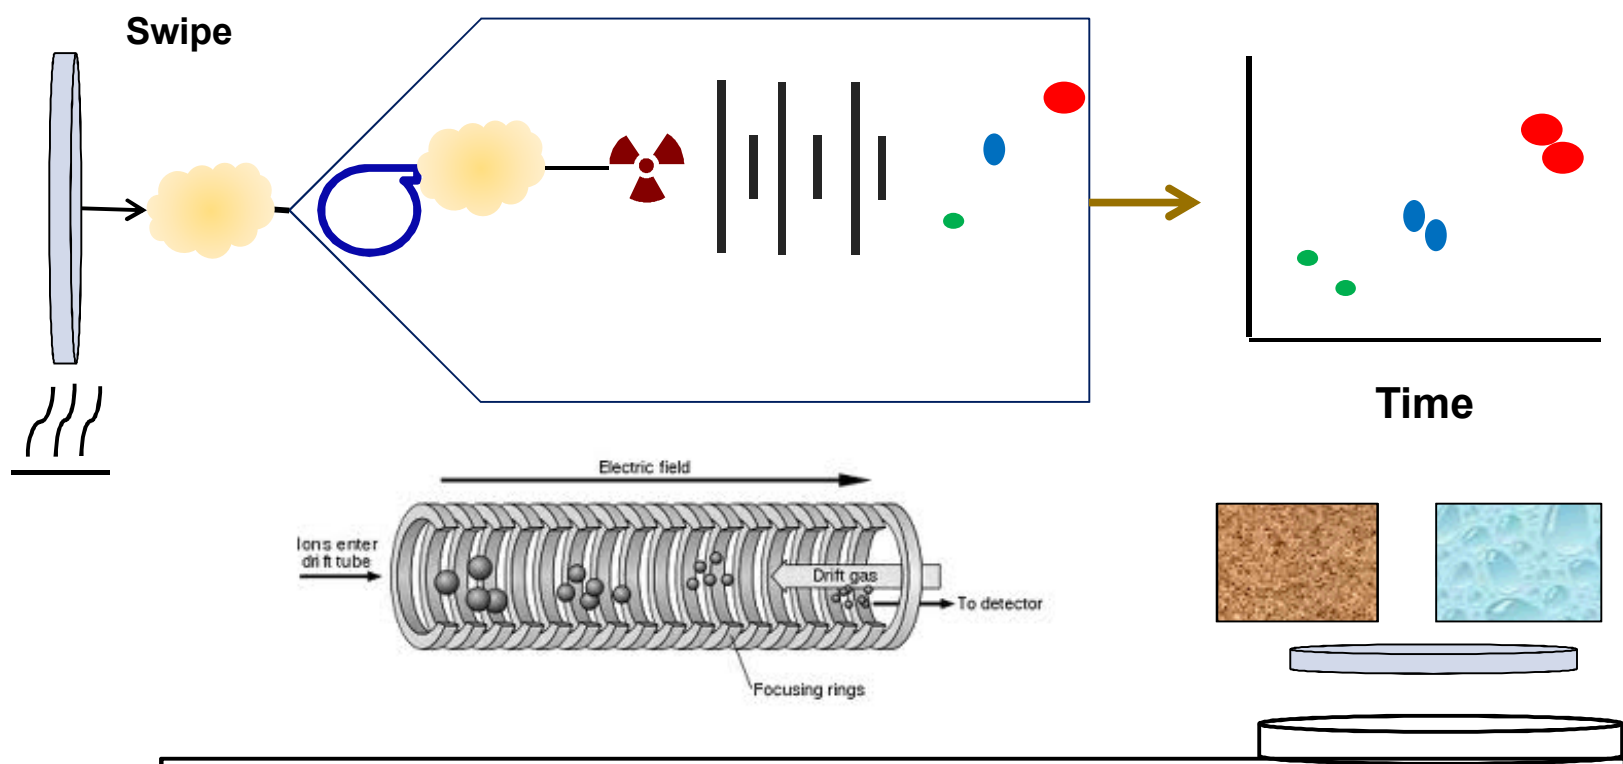 Swipe
Time
Electric field
Ions enter
drift tube
Drift gas
To detector
Focusing rings